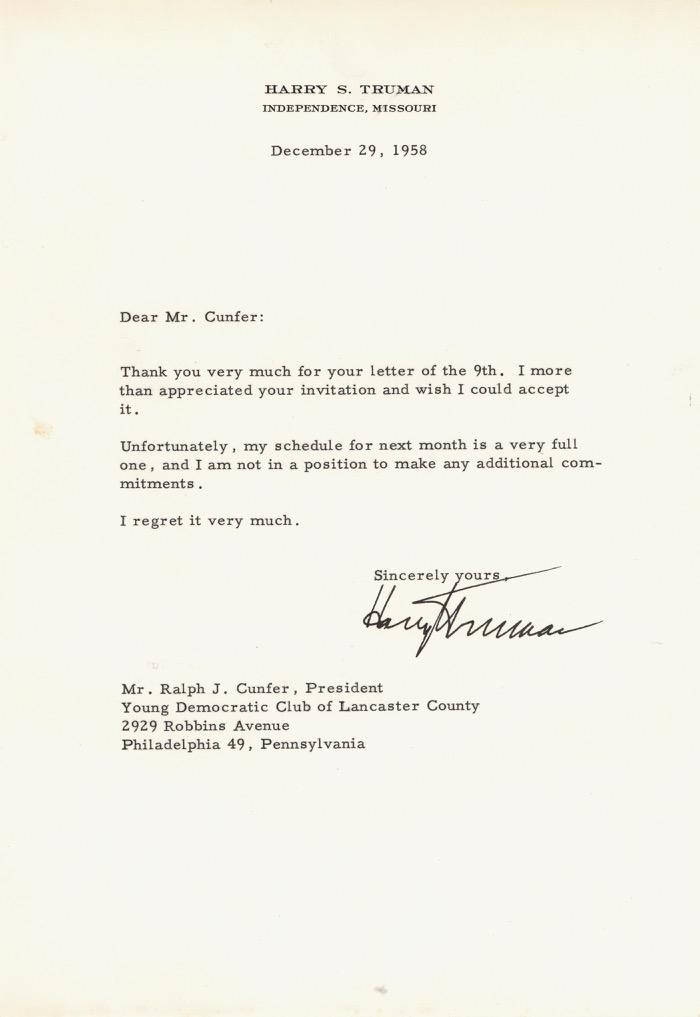 HARRY S. TRUMAN
INDEPENDENCE, MISSOURI
December 29, 1958
Dear Mr. Cunfer:
Thank you very much for your letter of the 9th. I more
than appreciated your invitation and wish I could accept
it.
Unfortunately, my schedule for next month is a very full
one, and I am not in a position to make any additional com-
mitments.
I regret it very much.
Sincerely yours,
Harry S Truman
Mr. Ralph J. Cunfer, President
Young Democratic Club of Lancaster County
2929 Robbins Avenue
Philadelphia 49, Pennsylvania